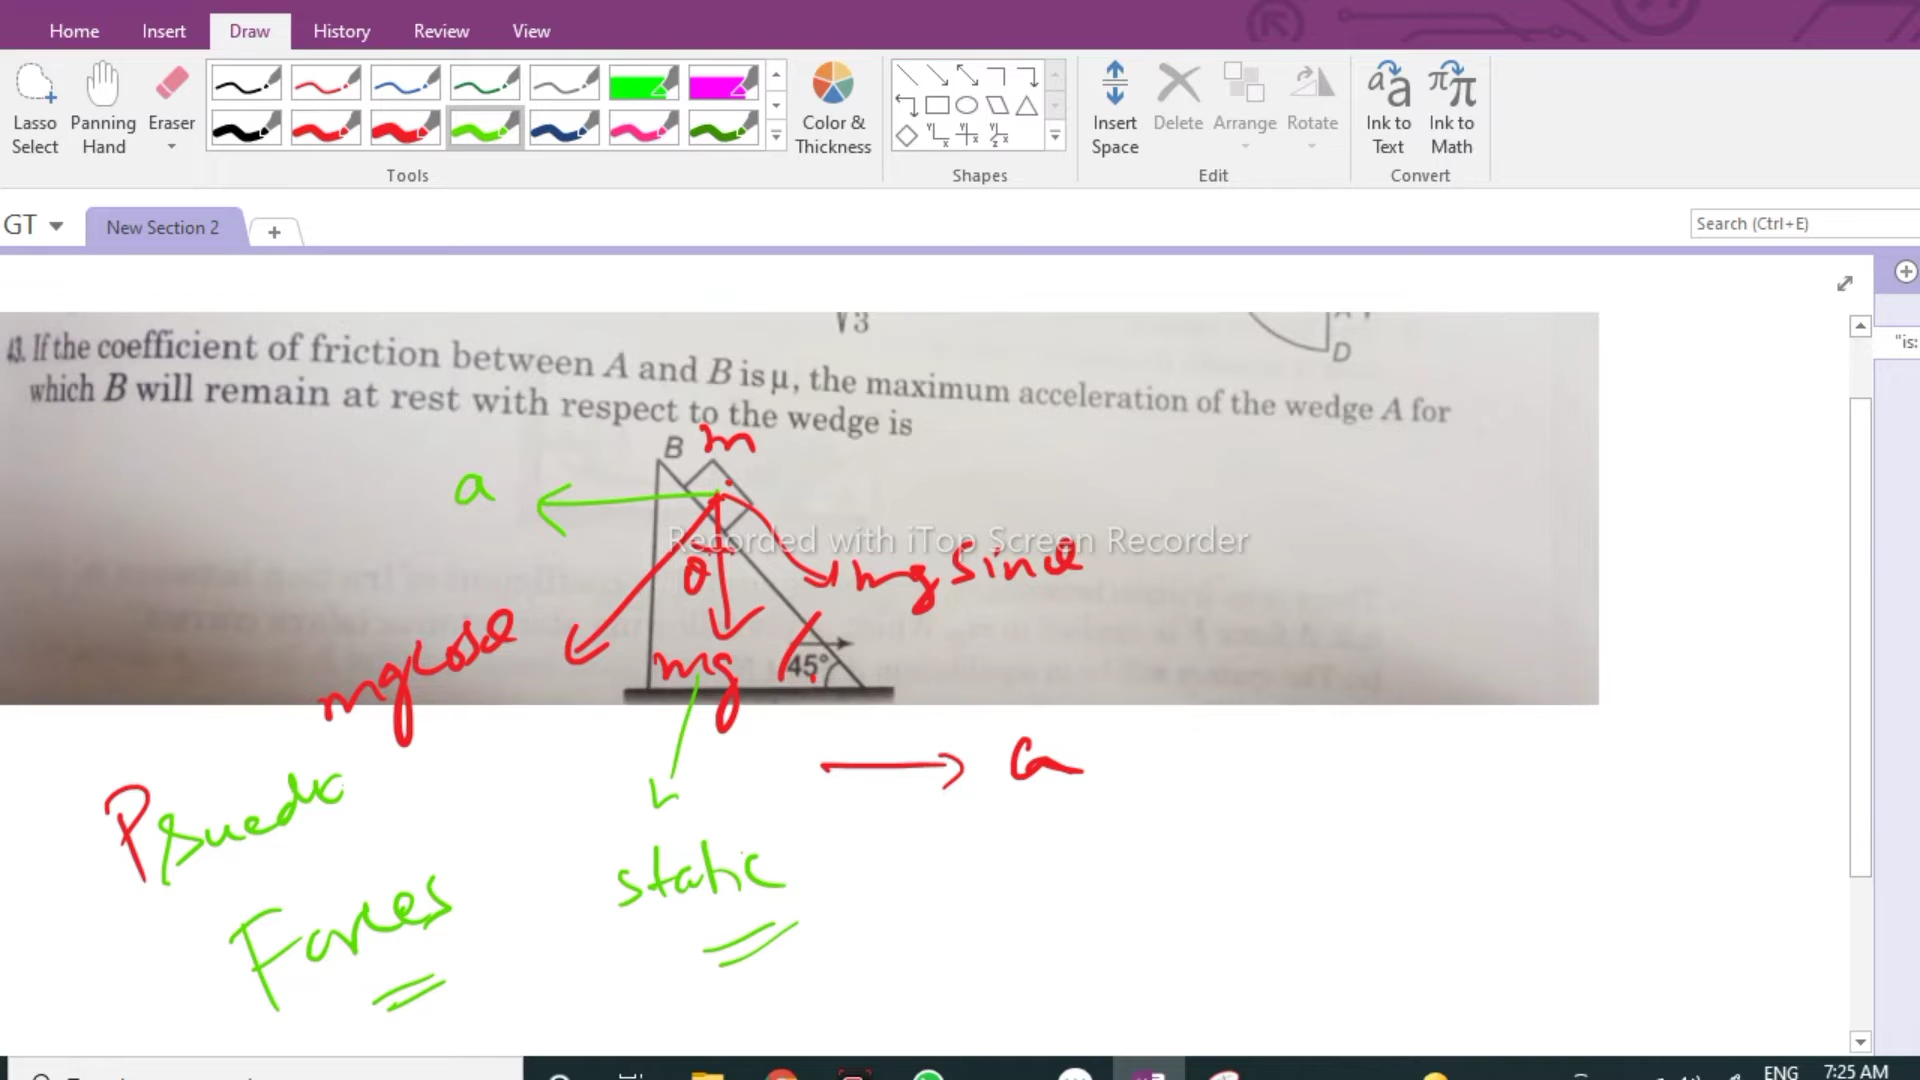 Home Insert Draw History Review View
Lasso Select
Panning Hand
Eraser
Color & Thickness
Insert Space
Delete
Arrange
Rotate
Ink to Text
Ink to Math
Tools
Shapes
Edit
Convert
GT
New Section 2
+
Search (Ctrl+E)
"is:
√3
D
43. If the coefficient of friction between A and B is μ, the maximum acceleration of the wedge A for
which B will remain at rest with respect to the wedge is
B
m
a
Recorded with iTop Screen Recorder
θ
mg sinθ
mg cosθ
mg
45°
a
Psuedo
Forces
static
ENG
7:25 AM